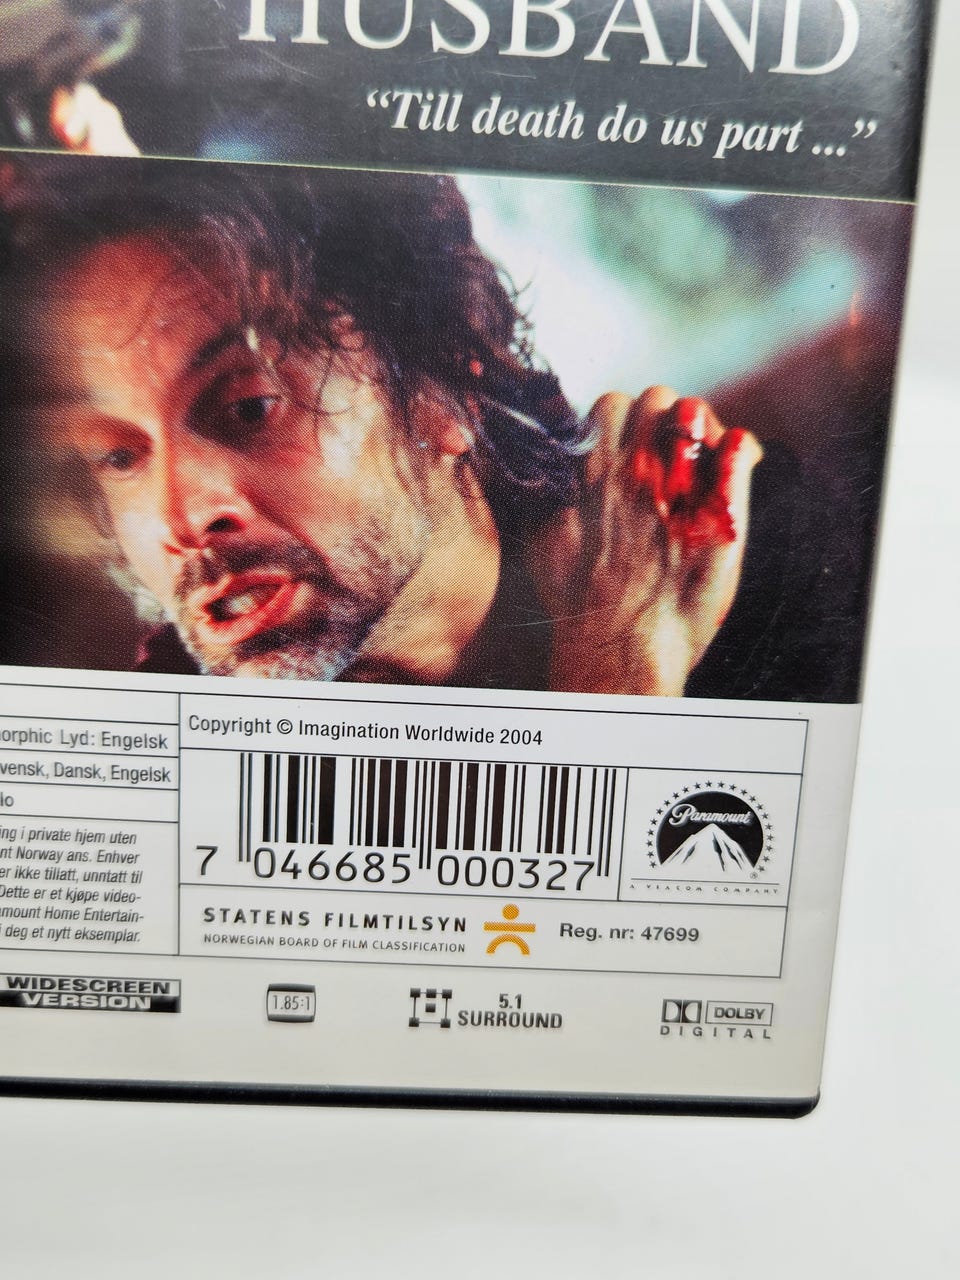 HUSBAND
“Till death do us part ...”
Copyright © Imagination Worldwide 2004
orphic Lyd: Engelsk
vensk, Dansk, Engelsk
lo
ing i private hjem uten
nt Norway ans. Enhver
er ikke tillatt, unntatt til
Dette er et kjøpe video-
amount Home Entertain-
i deg et nytt eksemplar.
7 046685 000327
Paramount
®
A VIACOM COMPANY
STATENS FILMTILSYN
NORWEGIAN BOARD OF FILM CLASSIFICATION
Reg. nr: 47699
WIDESCREEN
VERSION
1.85:1
5.1
SURROUND
DOLBY
DIGITAL